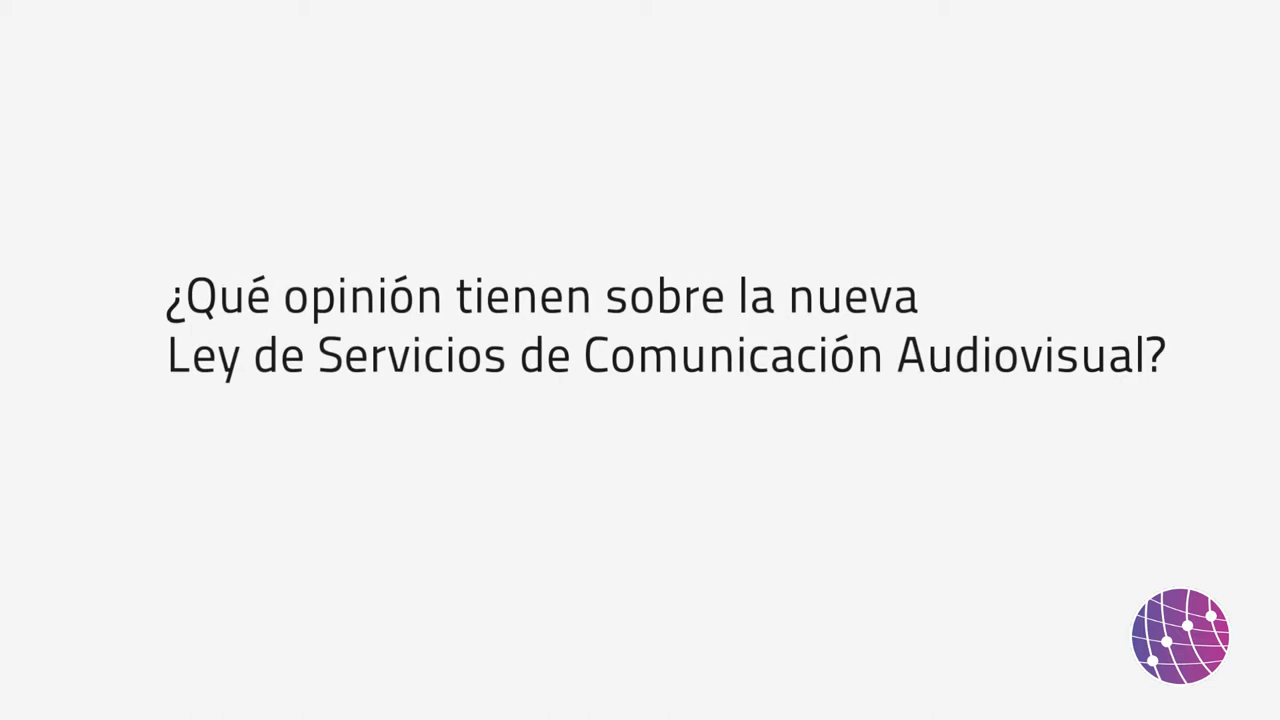 ¿Qué opinión tienen sobre la nueva
Ley de Servicios de Comunicación Audiovisual?